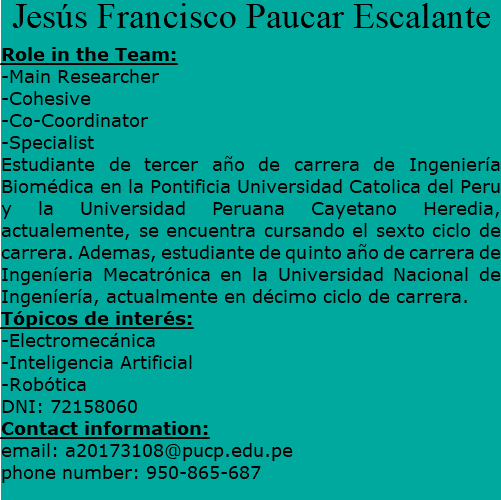 Jesús Francisco Paucar Escalante
Role in the Team:
-Main Researcher
-Cohesive
-Co-Coordinator
-Specialist
Estudiante de tercer año de carrera de Ingeniería
Biomédica en la Pontificia Universidad Catolica del Peru
y la Universidad Peruana Cayetano Heredia,
actualemente, se encuentra cursando el sexto ciclo de
carrera. Ademas, estudiante de quinto año de carrera de
Ingeníeria Mecatrónica en la Universidad Nacional de
Ingeníería, actualmente en décimo ciclo de carrera.
Tópicos de interés:
-Electromecánica
-Inteligencia Artificial
-Robótica
DNI: 72158060
Contact information:
email: a20173108@pucp.edu.pe
phone number: 950-865-687